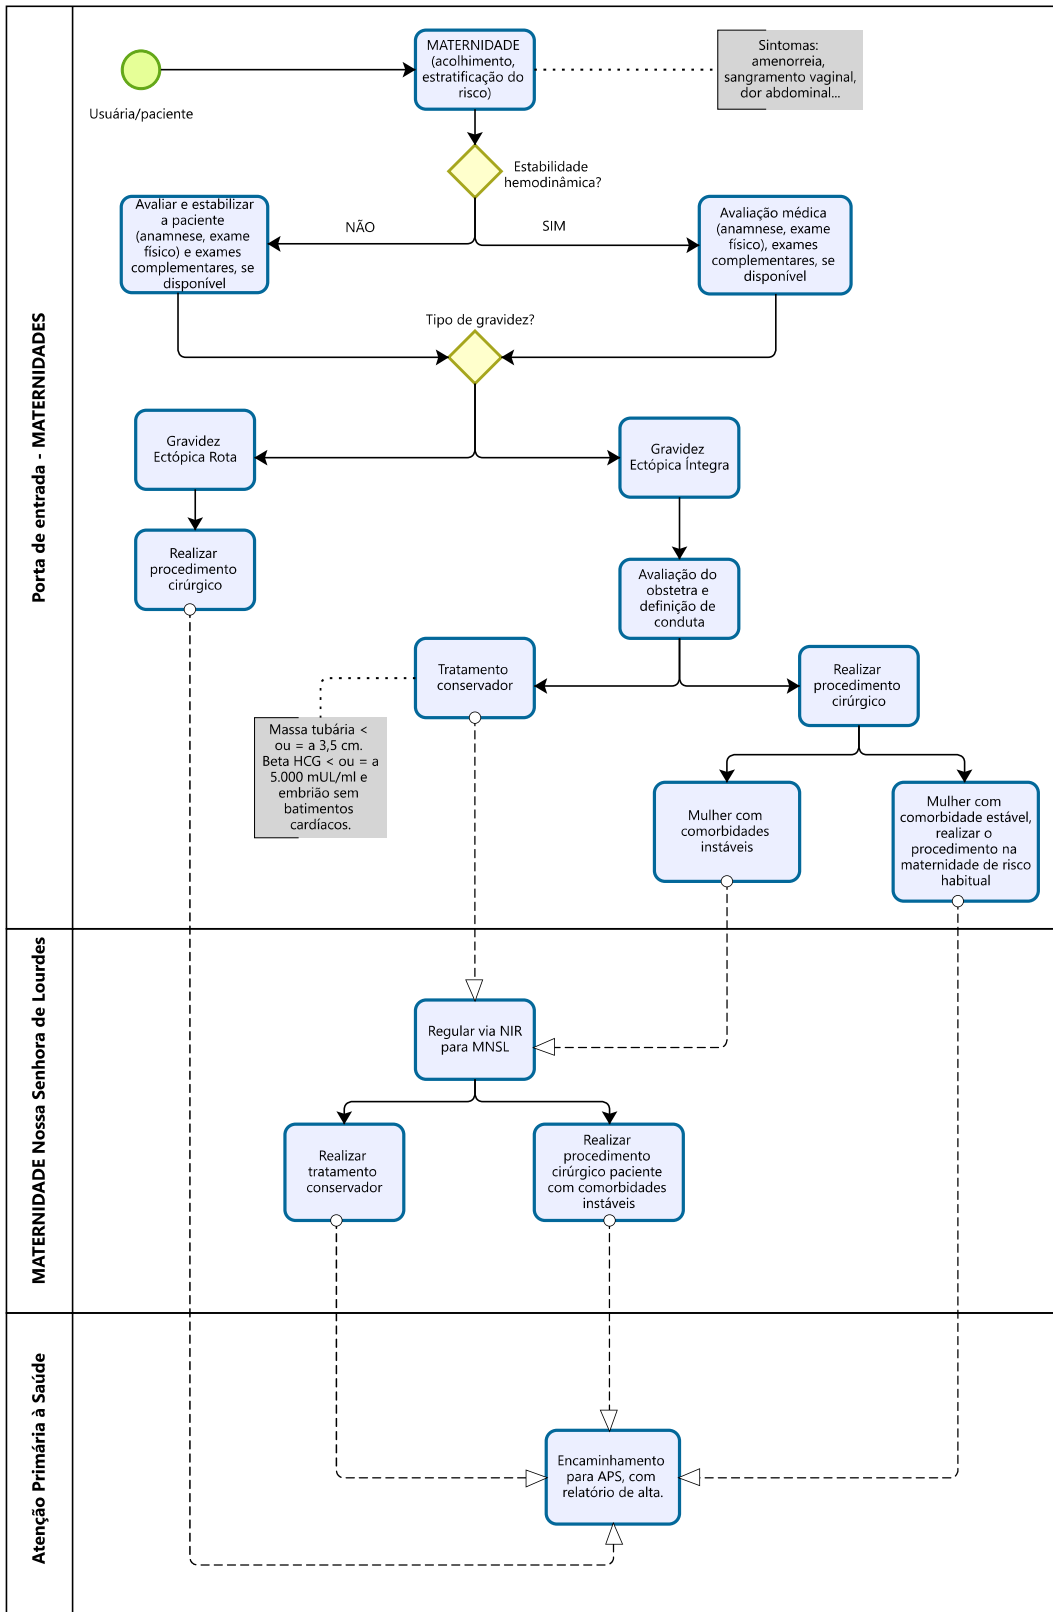 Porta de entrada - MATERNIDADES
Usuária/paciente
MATERNIDADE
(acolhimento,
estratificação do
risco)
Sintomas:
amenorreia,
sangramento vaginal,
dor abdominal...
Estabilidade
hemodinâmica?
NÃO
SIM
Avaliar e estabilizar
a paciente
(anamnese, exame
físico) e exames
complementares, se
disponível
Avaliação médica
(anamnese, exame
físico), exames
complementares, se
disponível
Tipo de gravidez?
Gravidez
Ectópica Rota
Gravidez
Ectópica Íntegra
Realizar
procedimento
cirúrgico
Avaliação do
obstetra e
definição de
conduta
Tratamento
conservador
Realizar
procedimento
cirúrgico
Massa tubária <
ou = a 3,5 cm.
Beta HCG < ou = a
5.000 mUL/ml e
embrião sem
batimentos
cardíacos.
Mulher com
comorbidades
instáveis
Mulher com
comorbidade estável,
realizar o
procedimento na
maternidade de risco
habitual
MATERNIDADE Nossa Senhora de Lourdes
Regular via NIR
para MNSL
Realizar
tratamento
conservador
Realizar
procedimento
cirúrgico paciente
com comorbidades
instáveis
Atenção Primária à Saúde
Encaminhamento
para APS, com
relatório de alta.